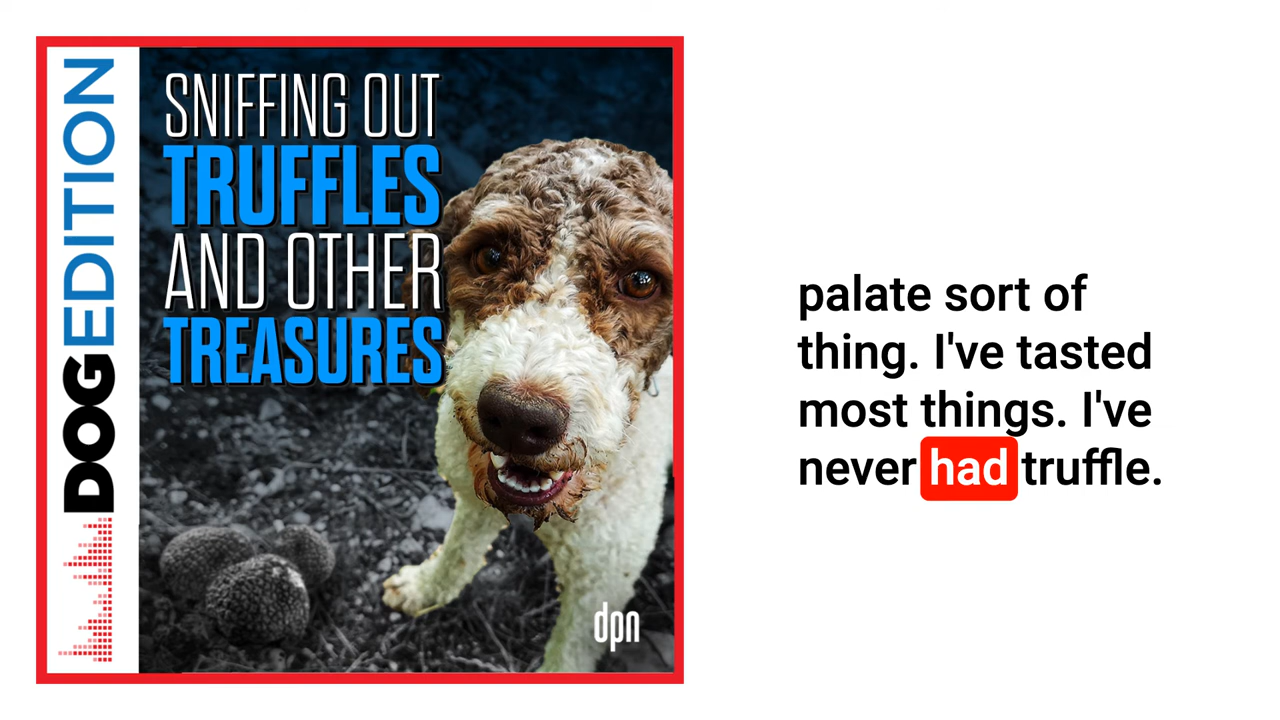 DOGEDITION
SNIFFING OUT
TRUFFLES
AND OTHER
TREASURES
dpn
palate sort of
thing. I've tasted
most things. I've
never had truffle.